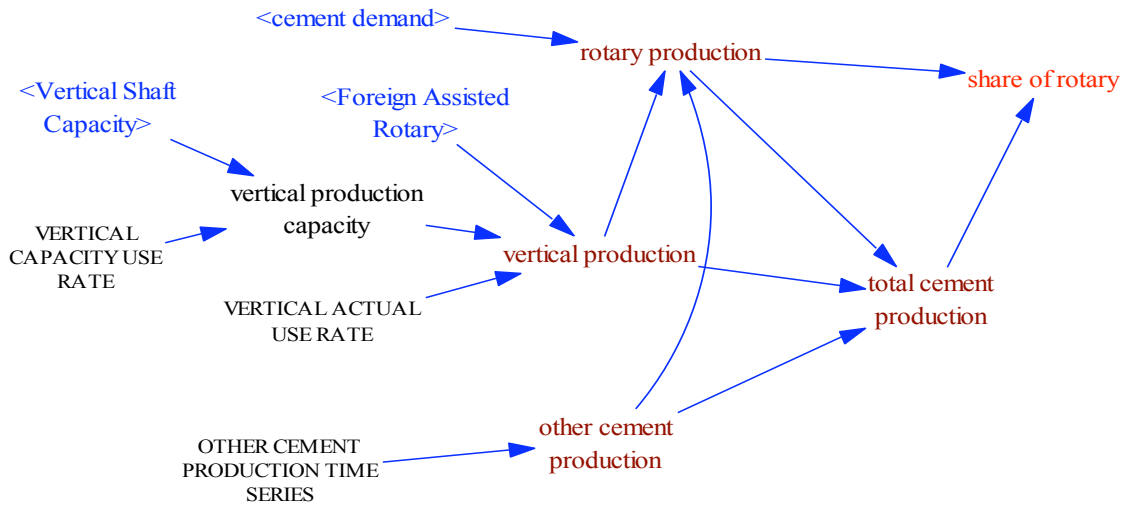 <cement demand>
rotary production
share of rotary
<Vertical Shaft
Capacity>
<Foreign Assisted
Rotary>
vertical production
capacity
VERTICAL
CAPACITY USE
RATE
vertical production
VERTICAL ACTUAL
USE RATE
total cement
production
other cement
production
OTHER CEMENT
PRODUCTION TIME
SERIES